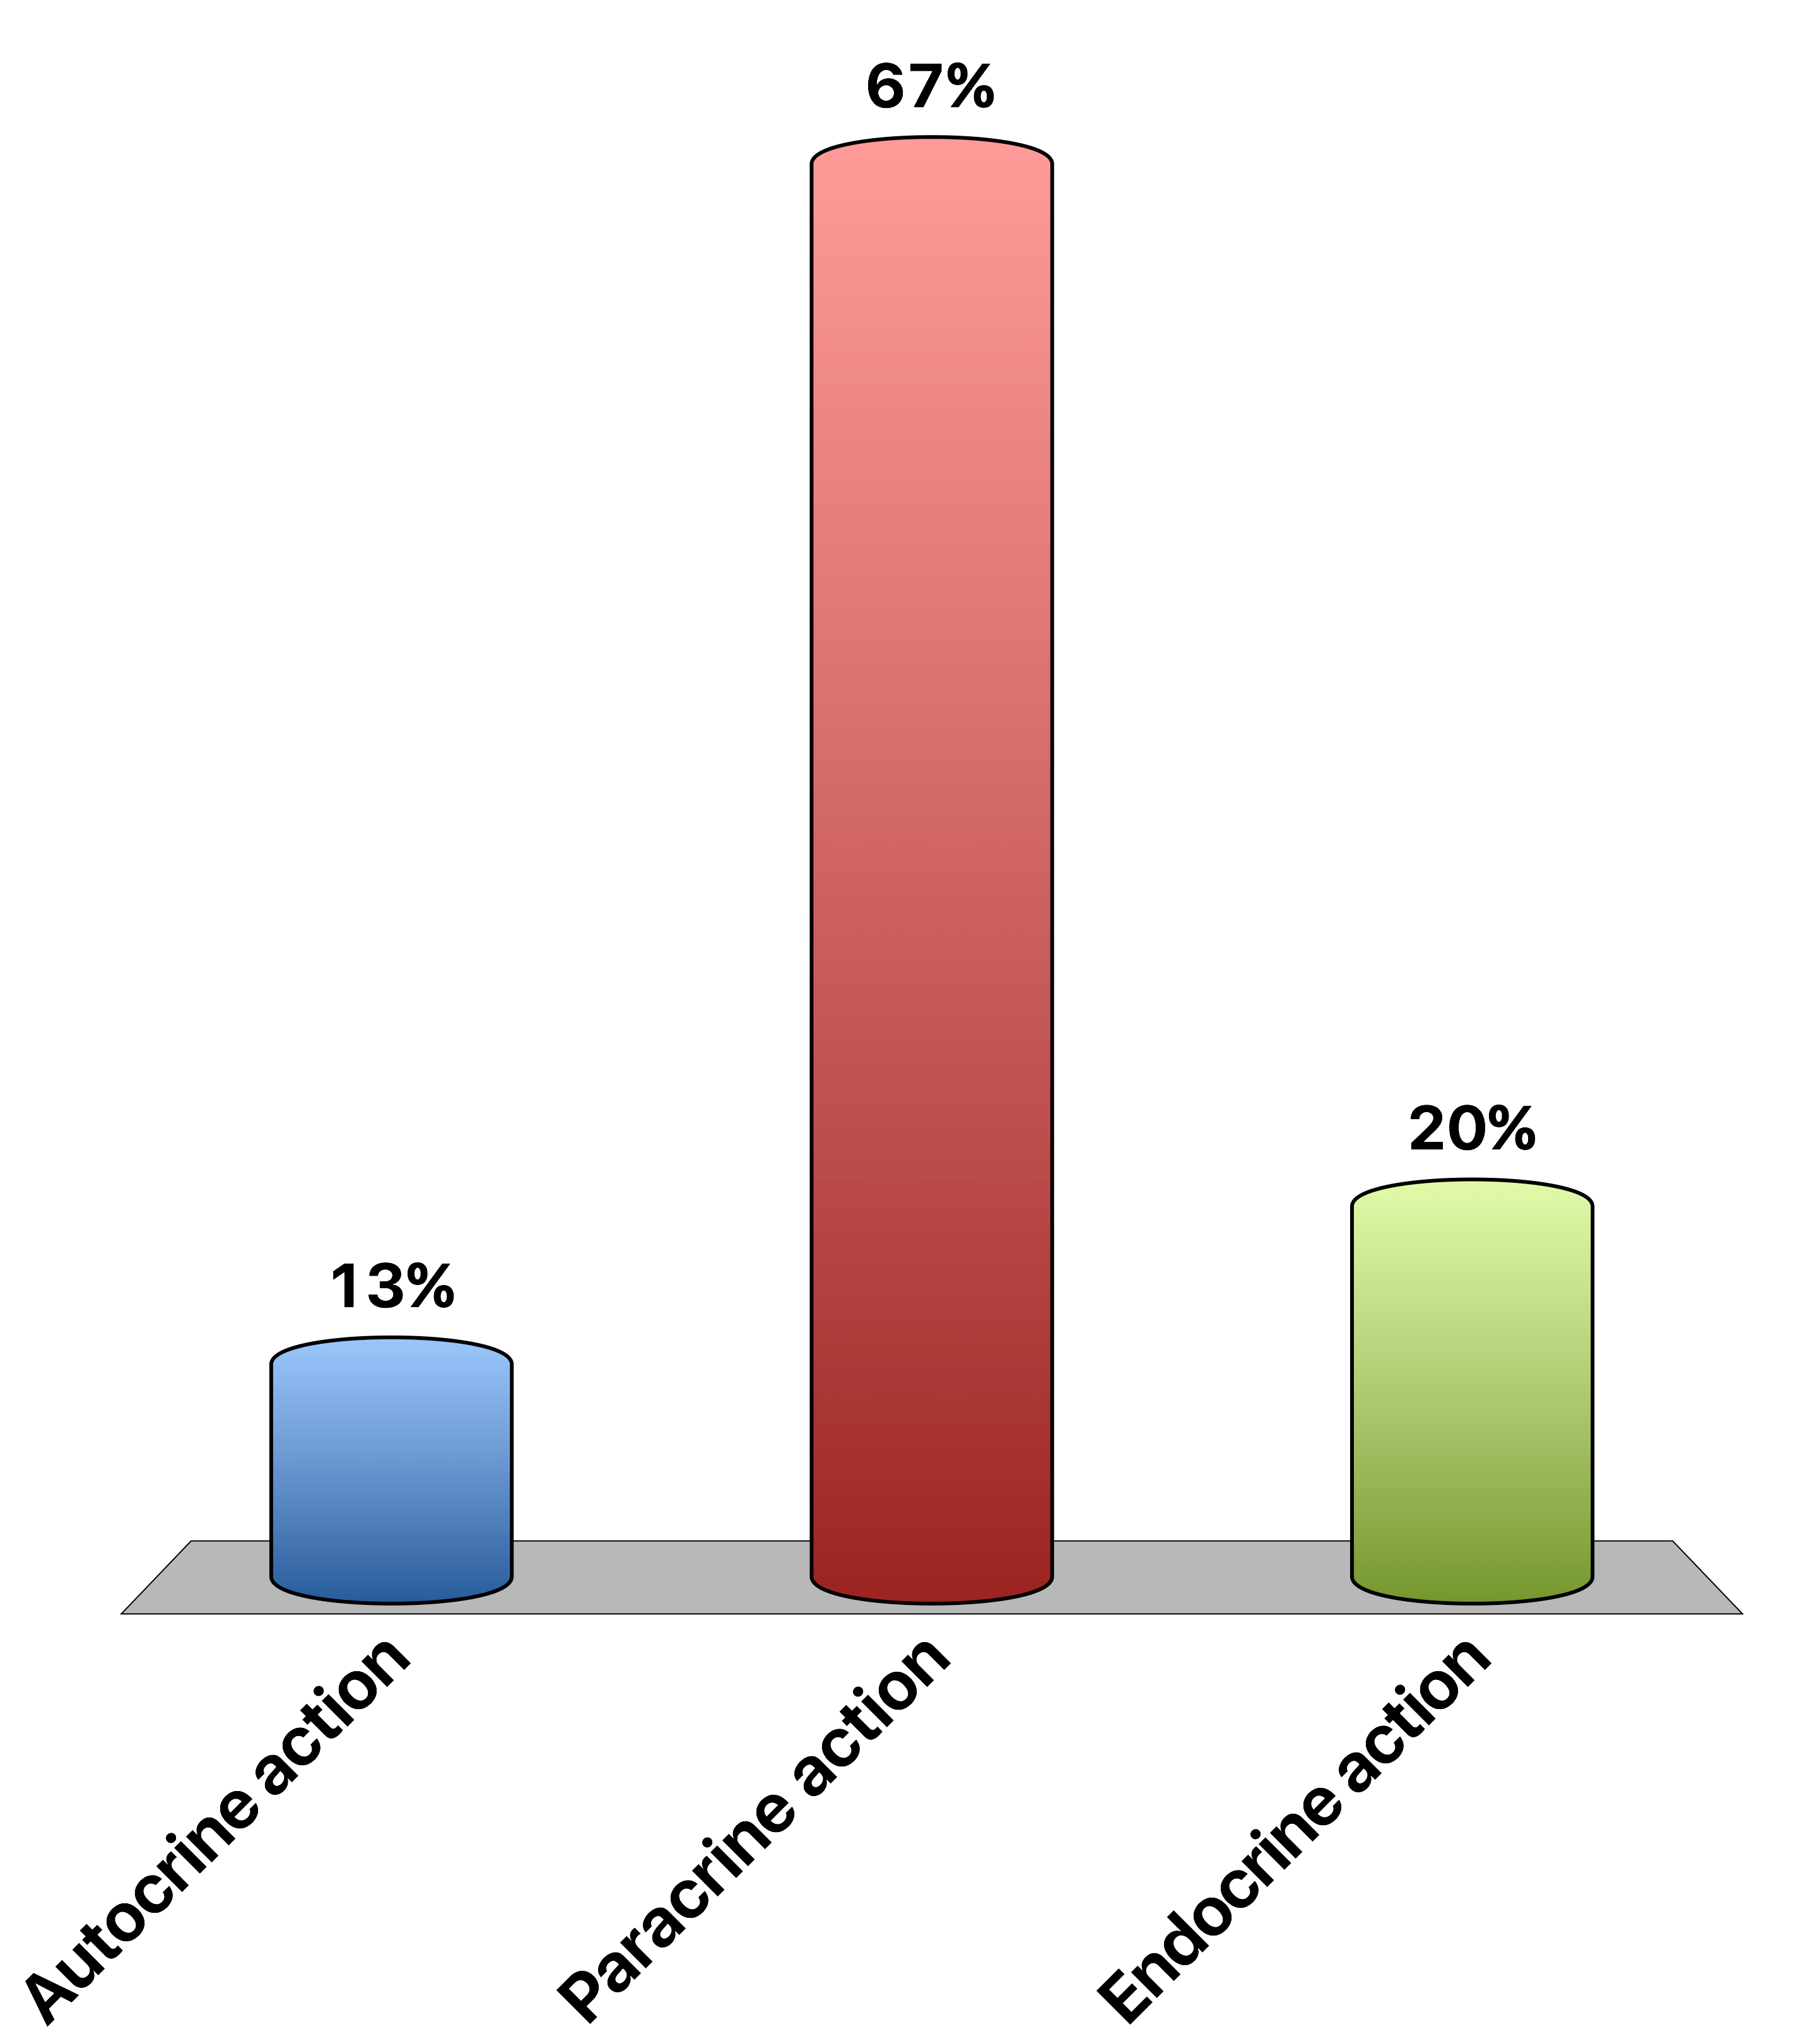 67%
20%
13%
Autocrine action
Paracrine action
Endocrine action